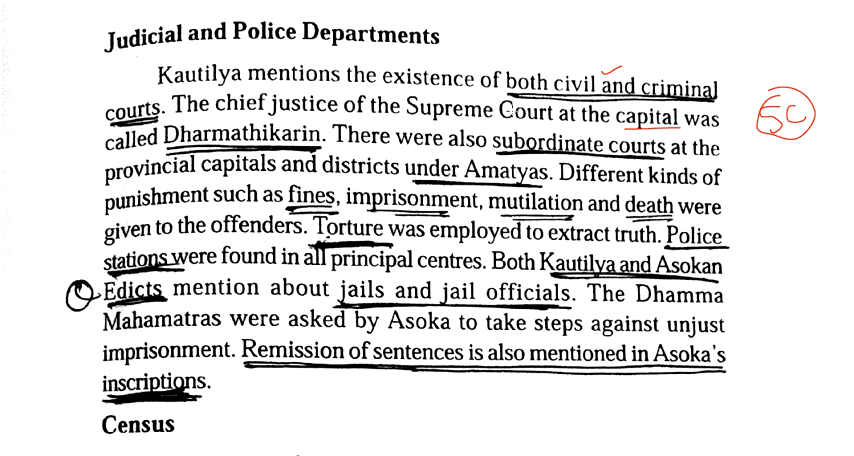 Judicial and Police Departments
Kautilya mentions the existence of both civil and criminal
courts. The chief justice of the Supreme Court at the capital was
called Dharmathikarin. There were also subordinate courts at the
provincial capitals and districts under Amatyas. Different kinds of
punishment such as fines, imprisonment, mutilation and death were
given to the offenders. Torture was employed to extract truth. Police
stations were found in all principal centres. Both Kautilya and Asokan
Edicts mention about jails and jail officials. The Dhamma
Mahamatras were asked by Asoka to take steps against unjust
imprisonment. Remission of sentences is also mentioned in Asoka's
inscriptions.
Census